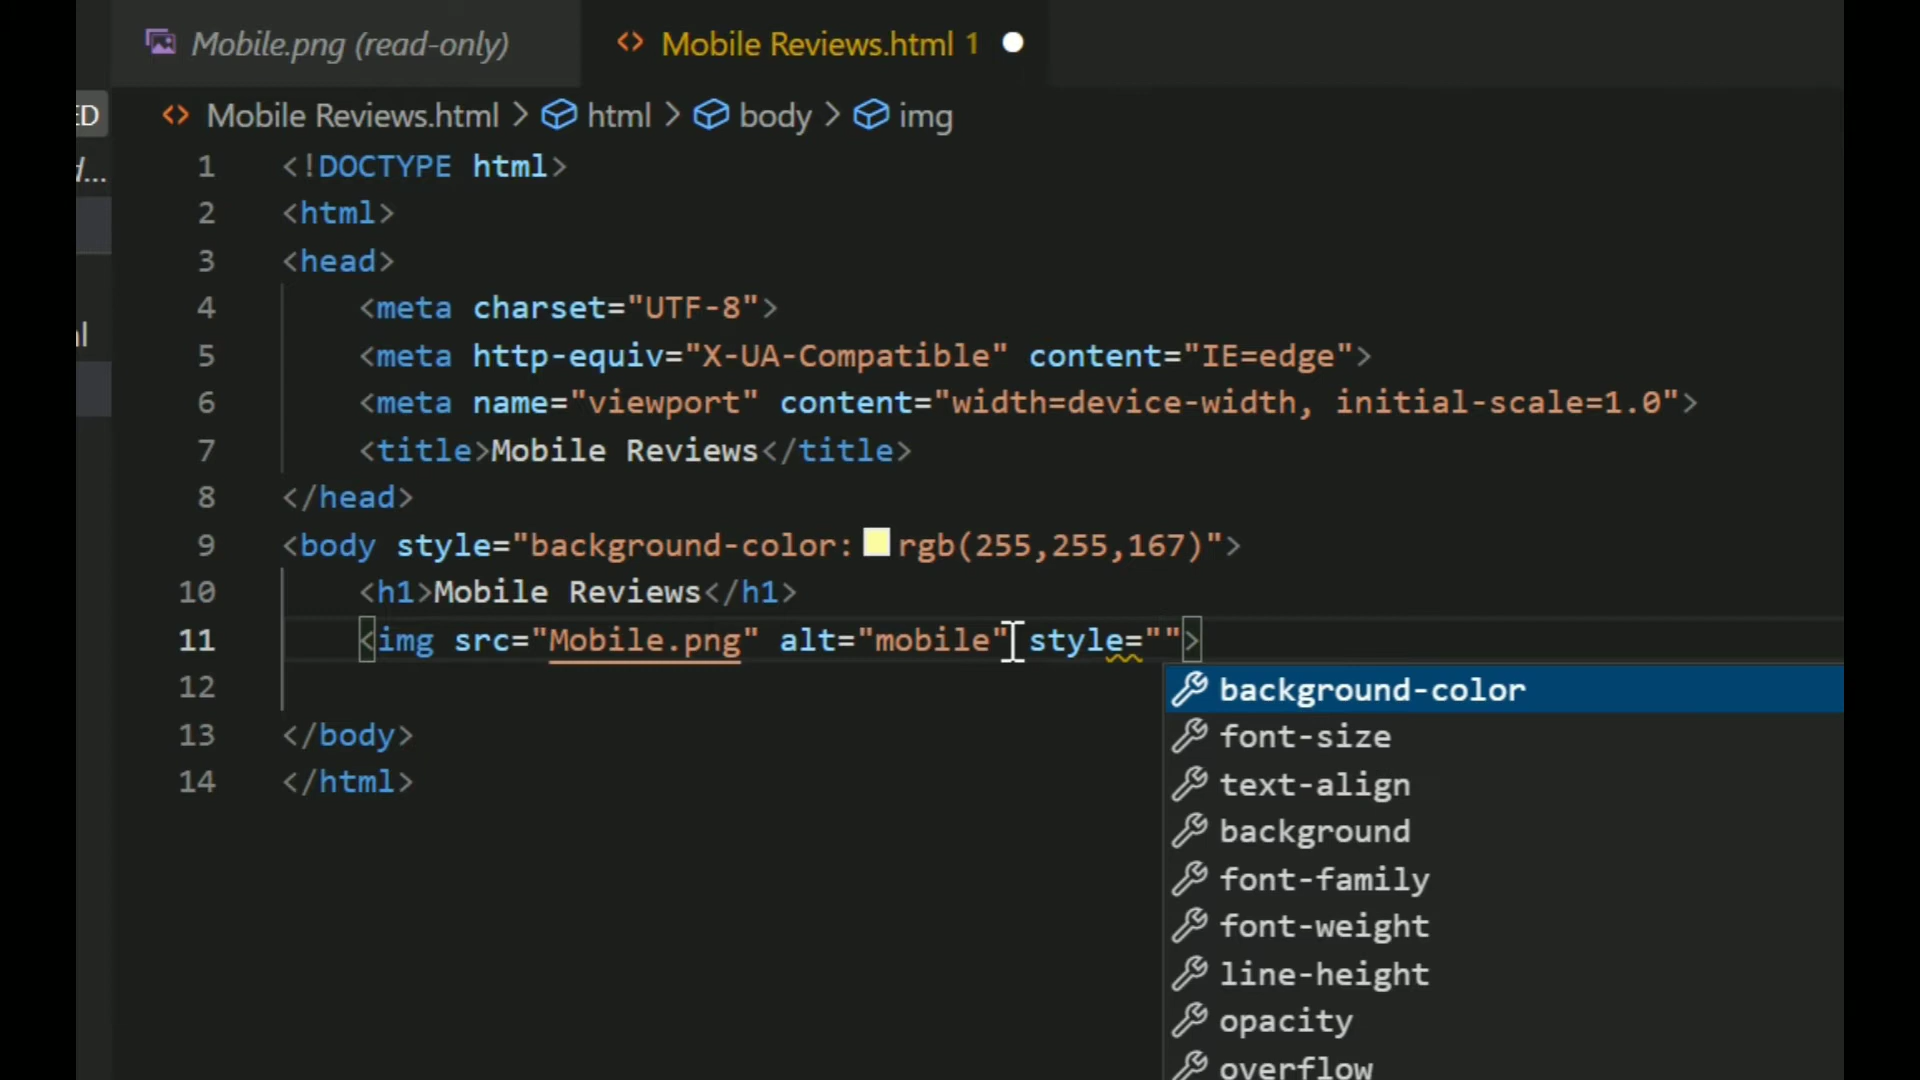 Mobile.png (read-only) Mobile Reviews.html 1
ED Mobile Reviews.html > html > body > img
1 <!DOCTYPE html>
2 <html>
3 <head>
4 <meta charset="UTF-8">
5 <meta http-equiv="X-UA-Compatible" content="IE=edge">
6 <meta name="viewport" content="width=device-width, initial-scale=1.0">
7 <title>Mobile Reviews</title>
8 </head>
9 <body style="background-color: rgb(255,255,167)">
10 <h1>Mobile Reviews</h1>
11 <img src="Mobile.png" alt="mobile" style="">
12
13 </body>
14 </html>
background-color
font-size
text-align
background
font-family
font-weight
line-height
opacity
overflow